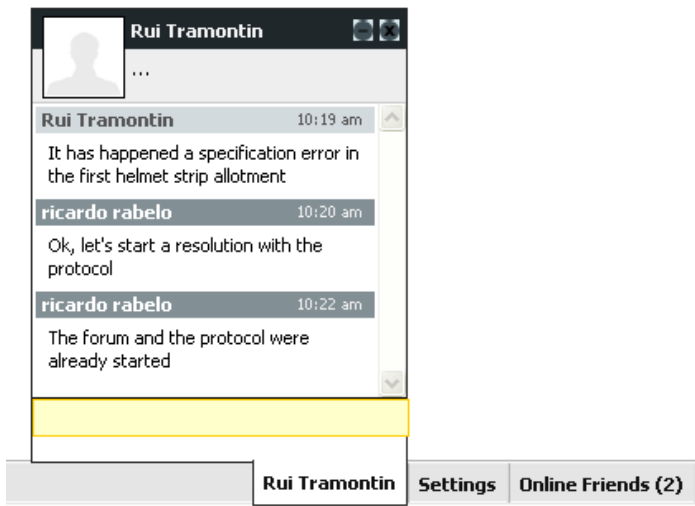 Rui Tramontin
...
Rui Tramontin 10:19 am
It has happened a specification error in
the first helmet strip allotment
ricardo rabelo 10:20 am
Ok, let's start a resolution with the
protocol
ricardo rabelo 10:22 am
The forum and the protocol were
already started
Rui Tramontin Settings Online Friends (2)